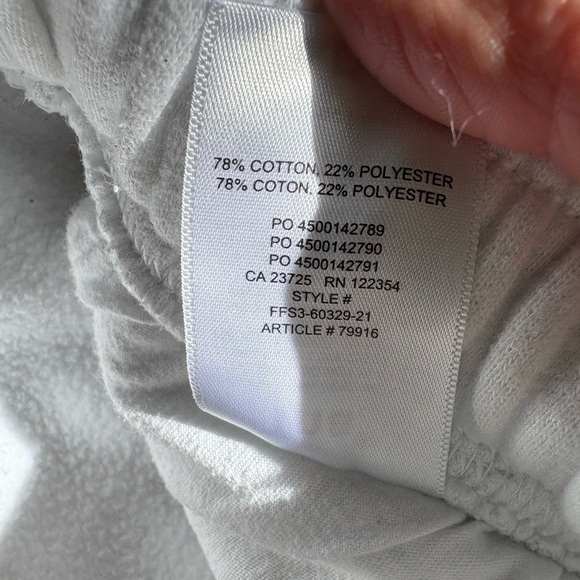 78% COTTON, 22% POLYESTER
78% COTON, 22% POLYESTER
PO 4500142789
PO 4500142790
PO 4500142791
CA 23725 RN 122354
STYLE #
FFS3-60329-21
ARTICLE # 79916